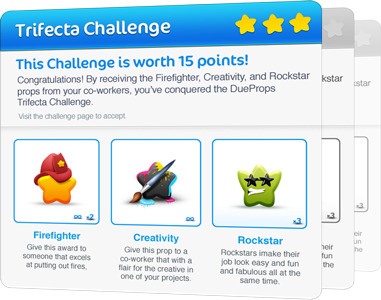 Trifecta Challenge
This Challenge is worth 15 points!
Congratulations! By receiving the Firefighter, Creativity, and Rockstar
props from your co-workers, you've conquered the DueProps
Trifecta Challenge.
Visit the challenge page to accept.
x2
x3
x3
Firefighter
Give this award to
someone that excels
at putting out fires,
Creativity
Give this prop to a
co-worker that with a
flair for the creative in
one of your projects.
Rockstar
Rockstars imake their
job look easy and fun
and fabulous all at the
same time.